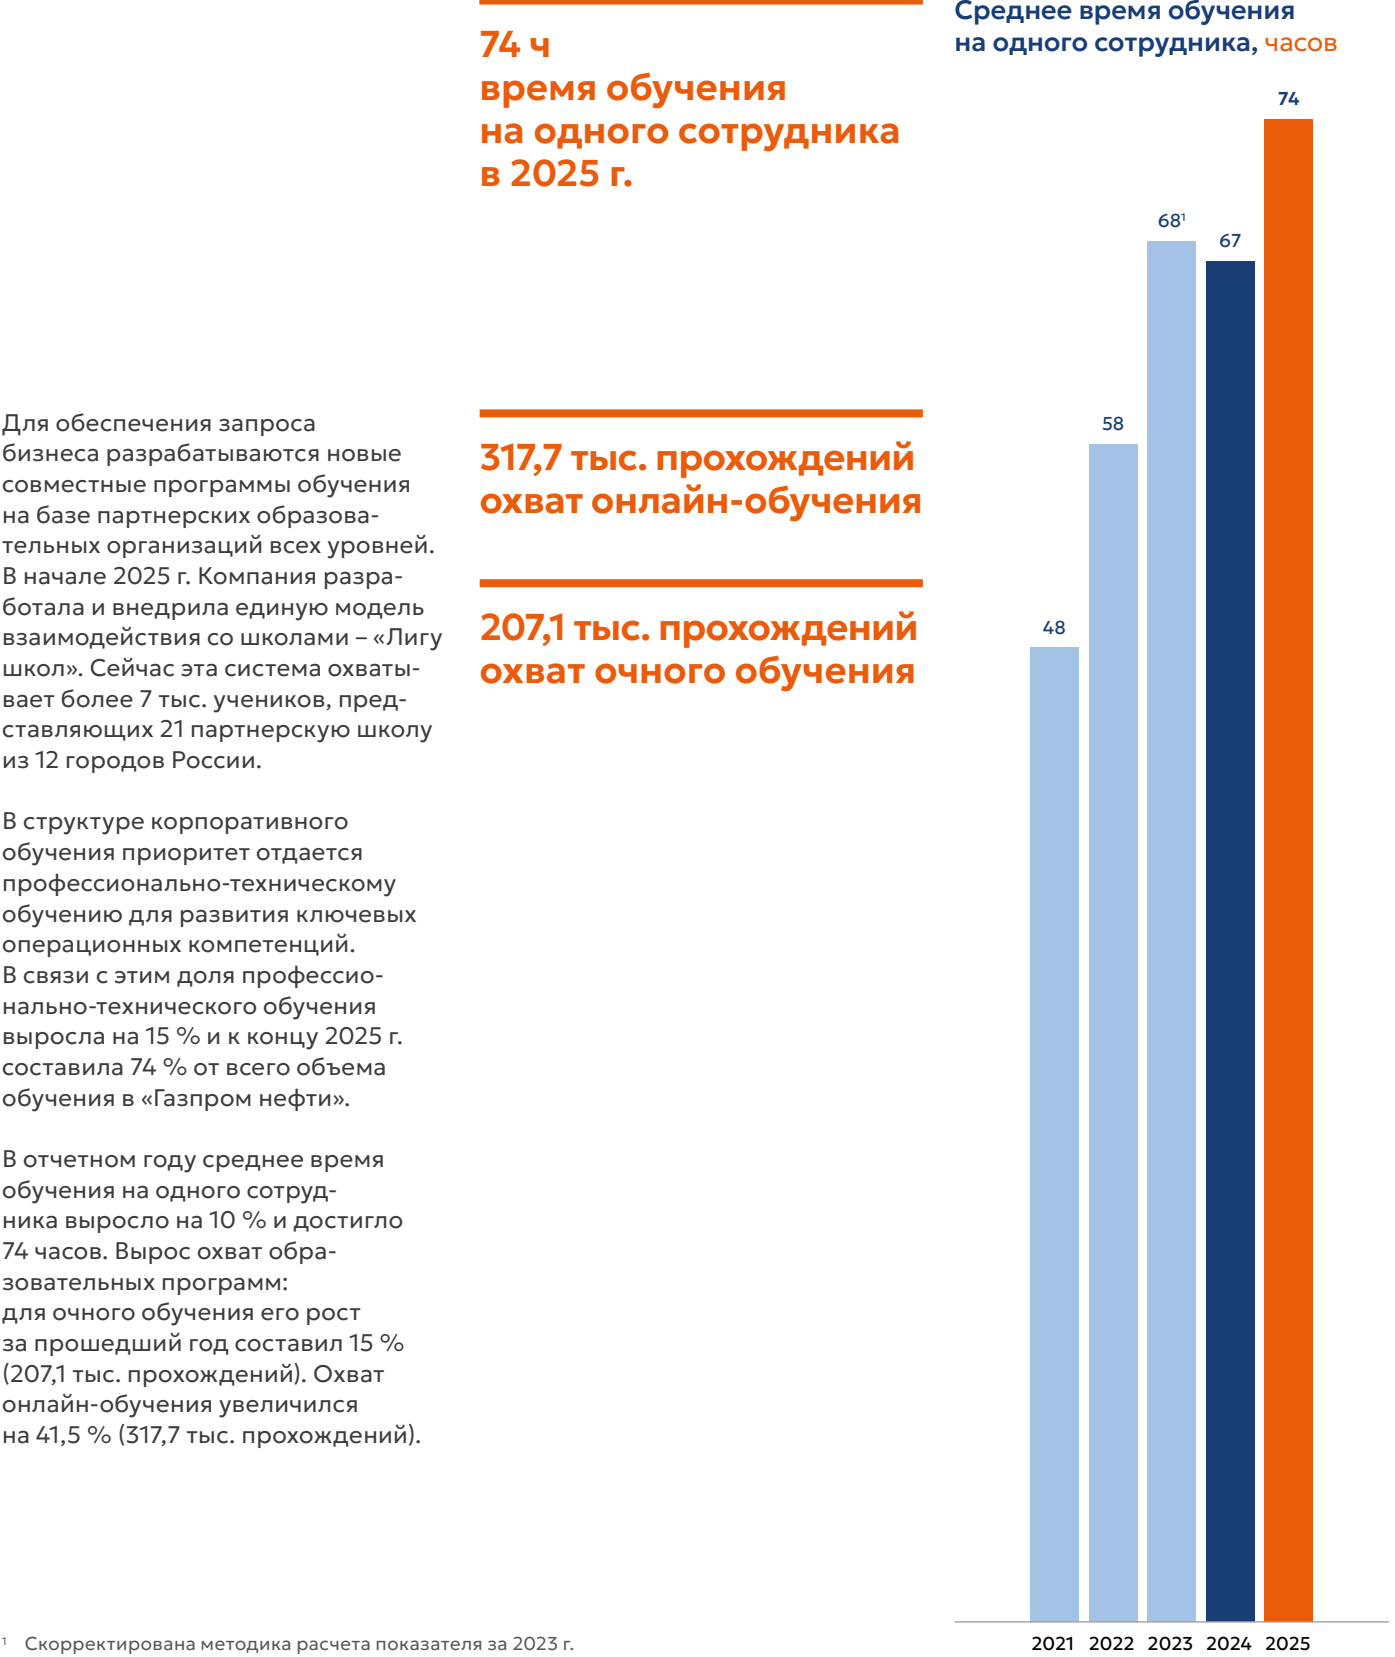 74 ч
время обучения
на одного сотрудника
в 2025 г.
Для обеспечения запроса
бизнеса разрабатываются новые
совместные программы обучения
на базе партнерских образова-
тельных организаций всех уровней.
В начале 2025 г. Компания разра-
ботала и внедрила единую модель
взаимодействия со школами – «Лигу
школ». Сейчас эта система охваты-
вает более 7 тыс. учеников, пред-
ставляющих 21 партнерскую школу
из 12 городов России.
В структуре корпоративного
обучения приоритет отдается
профессионально-техническому
обучению для развития ключевых
операционных компетенций.
В связи с этим доля профессио-
нально-технического обучения
выросла на 15 % и к концу 2025 г.
составила 74 % от всего объема
обучения в «Газпром нефти».
В отчетном году среднее время
обучения на одного сотруд-
ника выросло на 10 % и достигло
74 часов. Вырос охват обра-
зовательных программ:
для очного обучения его рост
за прошедший год составил 15 %
(207,1 тыс. прохождений). Охват
онлайн-обучения увеличился
на 41,5 % (317,7 тыс. прохождений).
317,7 тыс. прохождений
охват онлайн-обучения
207,1 тыс. прохождений
охват очного обучения
Среднее время обучения
на одного сотрудника, часов
74
68¹
67
58
48
2021 2022 2023 2024 2025
¹ Скорректирована методика расчета показателя за 2023 г.